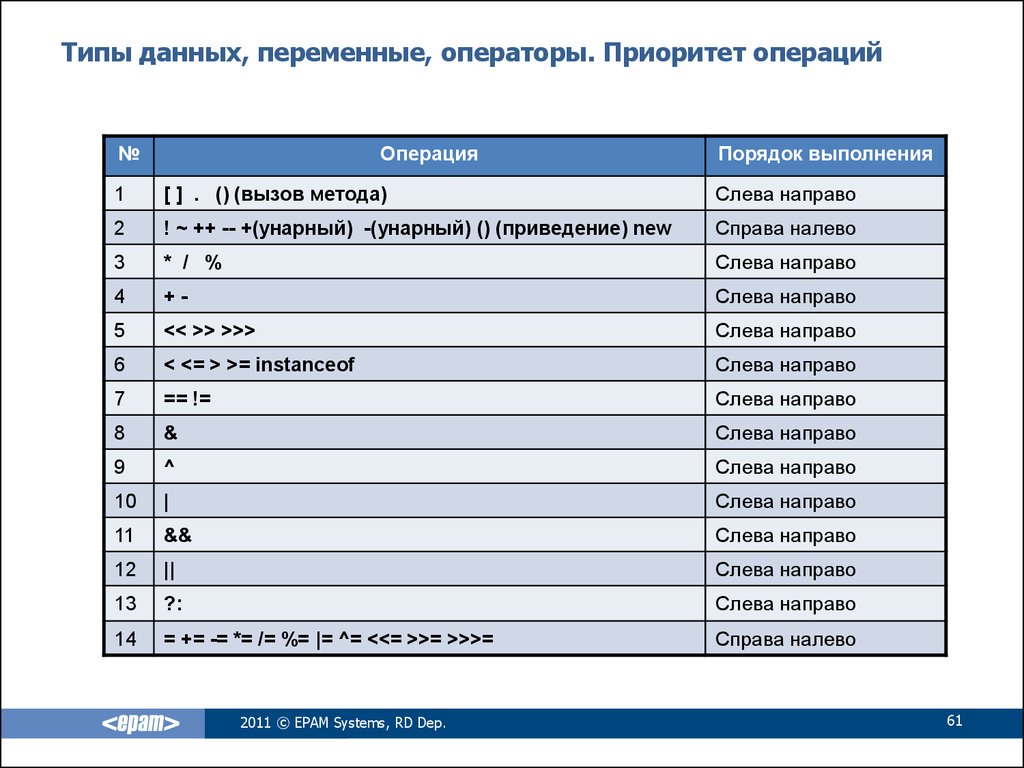 Типы данных, переменные, операторы. Приоритет операций
№ Операция Порядок выполнения
1 [ ] . () (вызов метода) Слева направо
2 ! ~ ++ -- +(унарный) -(унарный) () (приведение) new Справа налево
3 * / % Слева направо
4 + - Слева направо
5 << >> >>> Слева направо
6 < <= > >= instanceof Слева направо
7 == != Слева направо
8 & Слева направо
9 ^ Слева направо
10 | Слева направо
11 && Слева направо
12 || Слева направо
13 ?: Слева направо
14 = += -= *= /= %= |= ^= <<= >>= >>>= Справа налево
<epam> 2011 © EPAM Systems, RD Dep. 61